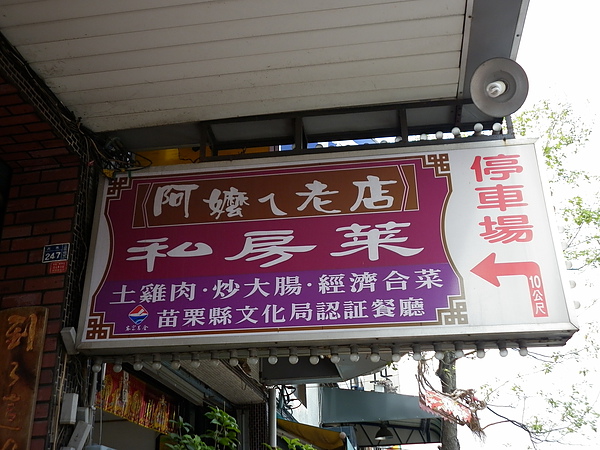 阿嬤ㄟ老店
私房菜
土雞肉·炒大腸·經濟合菜
苗栗縣文化局認証餐廳
停車場
10公尺
247